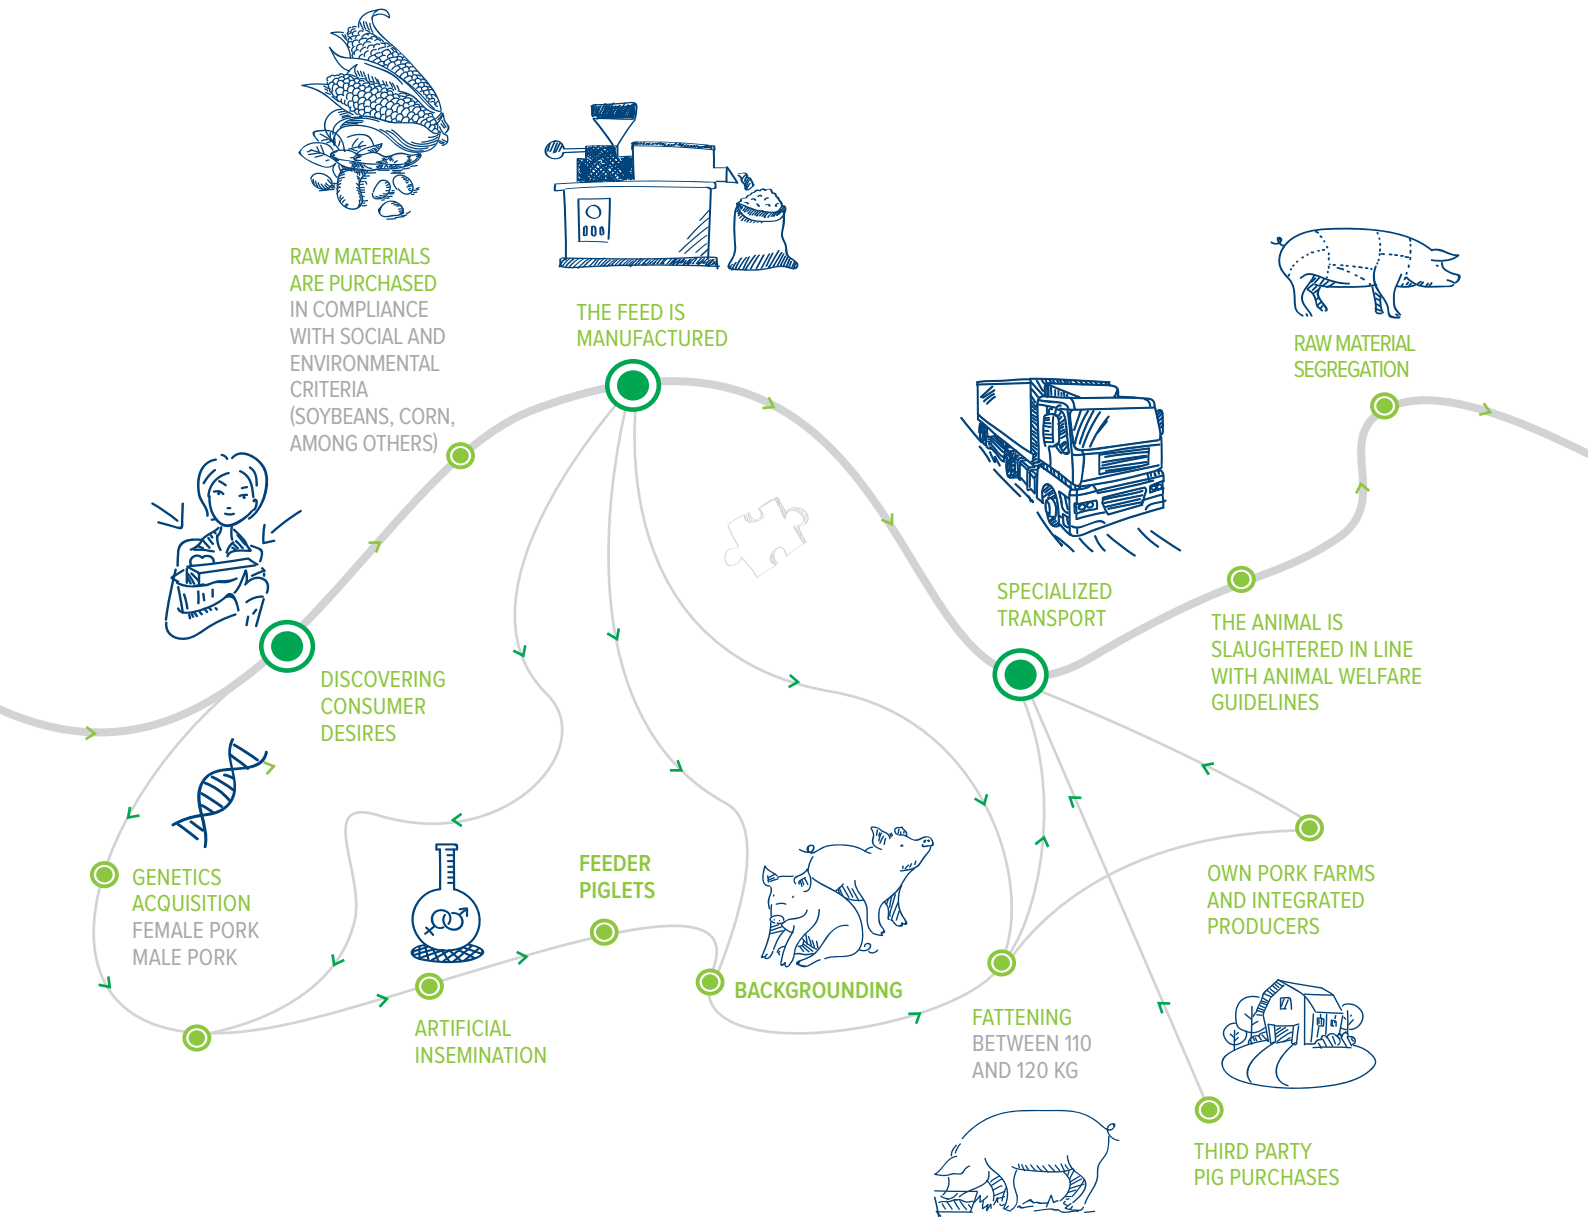 RAW MATERIALS
ARE PURCHASED
IN COMPLIANCE
WITH SOCIAL AND
ENVIRONMENTAL
CRITERIA
(SOYBEANS, CORN,
AMONG OTHERS)
THE FEED IS
MANUFACTURED
RAW MATERIAL
SEGREGATION
SPECIALIZED
TRANSPORT
THE ANIMAL IS
SLAUGHTERED IN LINE
WITH ANIMAL WELFARE
GUIDELINES
DISCOVERING
CONSUMER
DESIRES
GENETICS
ACQUISITION
FEMALE PORK
MALE PORK
FEEDER
PIGLETS
OWN PORK FARMS
AND INTEGRATED
PRODUCERS
BACKGROUNDING
ARTIFICIAL
INSEMINATION
FATTENING
BETWEEN 110
AND 120 KG
THIRD PARTY
PIG PURCHASES